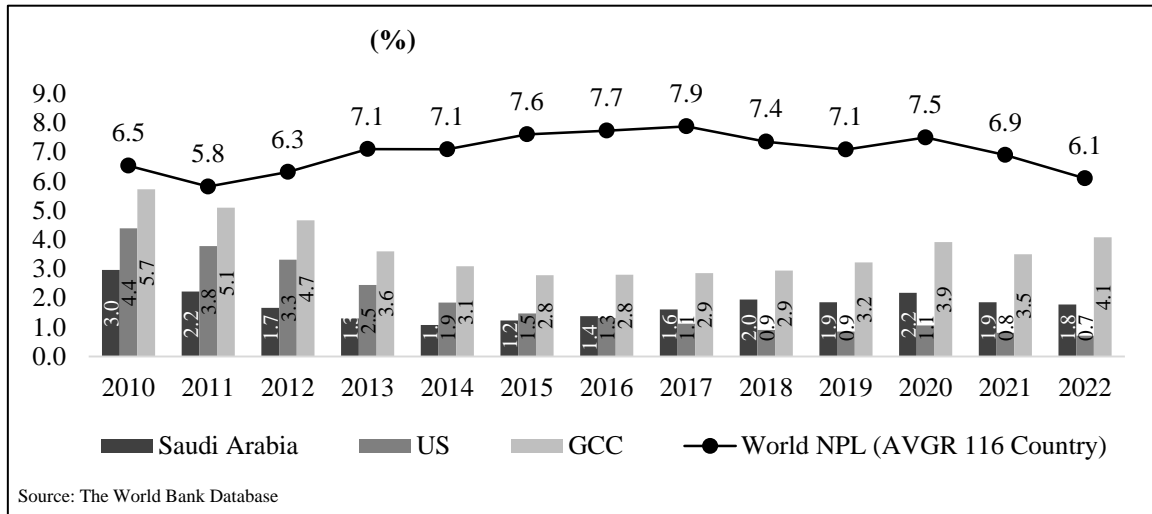 (%)
9.0
8.0
7.0
6.0
5.0
4.0
3.0
2.0
1.0
0.0
6.5 5.8 6.3 7.1 7.1 7.6 7.7 7.9 7.4 7.1 7.5 6.9 6.1
3.0 4.4 5.7
2.2 3.8 5.1
1.7 3.3 4.7
1.3 2.5 3.6
1.9 3.1
1.2 1.5 2.8
1.4 1.3 2.8
1.6 1.1 2.9
2.0 0.9 2.9
1.9 0.9 3.2
2.2 1.1 3.9
1.9 0.8 3.5
1.8 0.7 4.1
2010 2011 2012 2013 2014 2015 2016 2017 2018 2019 2020 2021 2022
Saudi Arabia US GCC World NPL (AVGR 116 Country)
Source: The World Bank Database